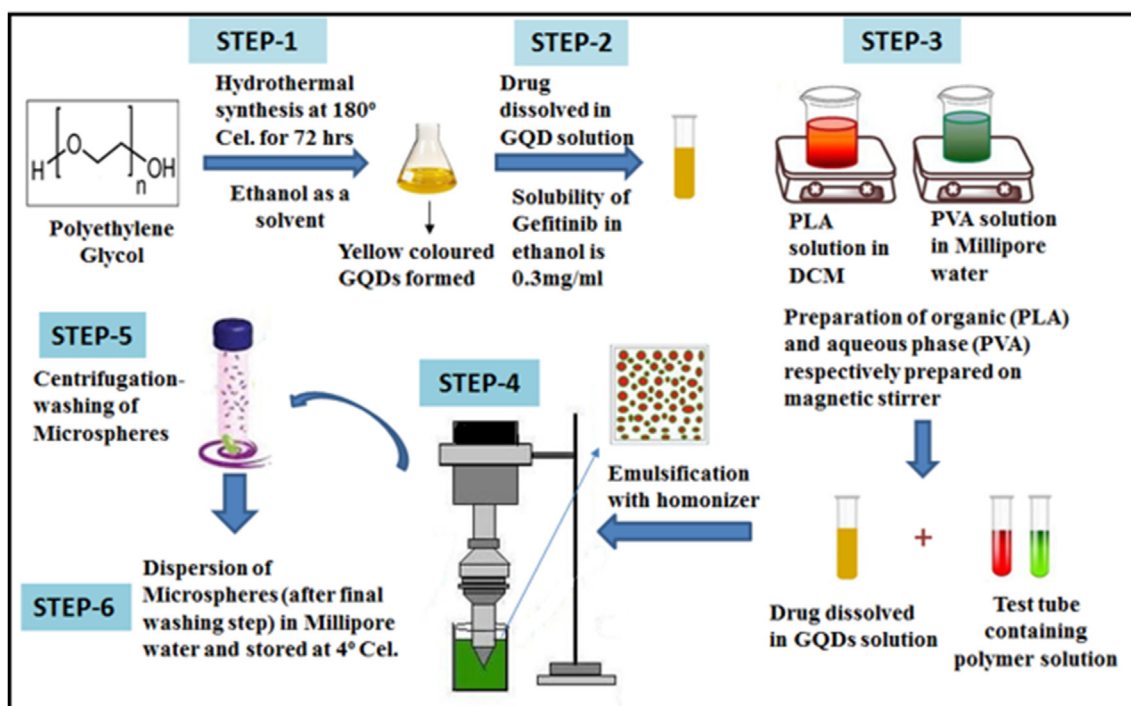 STEP-1
Hydrothermal
synthesis at 180°
Cel. for 72 hrs
Ethanol as a
solvent
H
O
OH
n
Polyethylene
Glycol
Yellow coloured
GQDs formed
STEP-2
Drug
dissolved in
GQD solution
Solubility of
Gefitinib in
ethanol is
0.3mg/ml
STEP-3
PLA
solution in
DCM
PVA solution
in Millipore
water
Preparation of organic (PLA)
and aqueous phase (PVA)
respectively prepared on
magnetic stirrer
+
Drug dissolved
in GQDs solution
Test tube
containing
polymer solution
STEP-4
Emulsification
with homonizer
STEP-5
Centrifugation-
washing of
Microspheres
STEP-6
Dispersion of
Microspheres (after final
washing step) in Millipore
water and stored at 4° Cel.